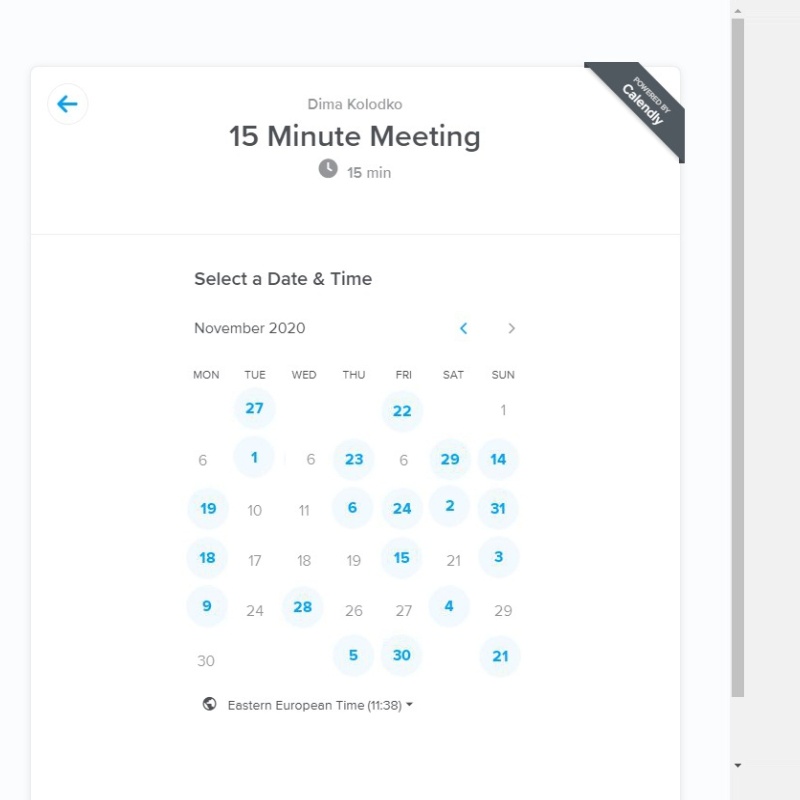 POWERED BY
Calendly
Dima Kolodko
15 Minute Meeting
15 min
Select a Date & Time
November 2020
MON TUE WED THU FRI SAT SUN
27 22 1
6 1 6 23 6 29 14
19 10 11 6 24 2 31
18 17 18 19 15 21 3
9 24 28 26 27 4 29
30 5 30 21
Eastern European Time (11:38)